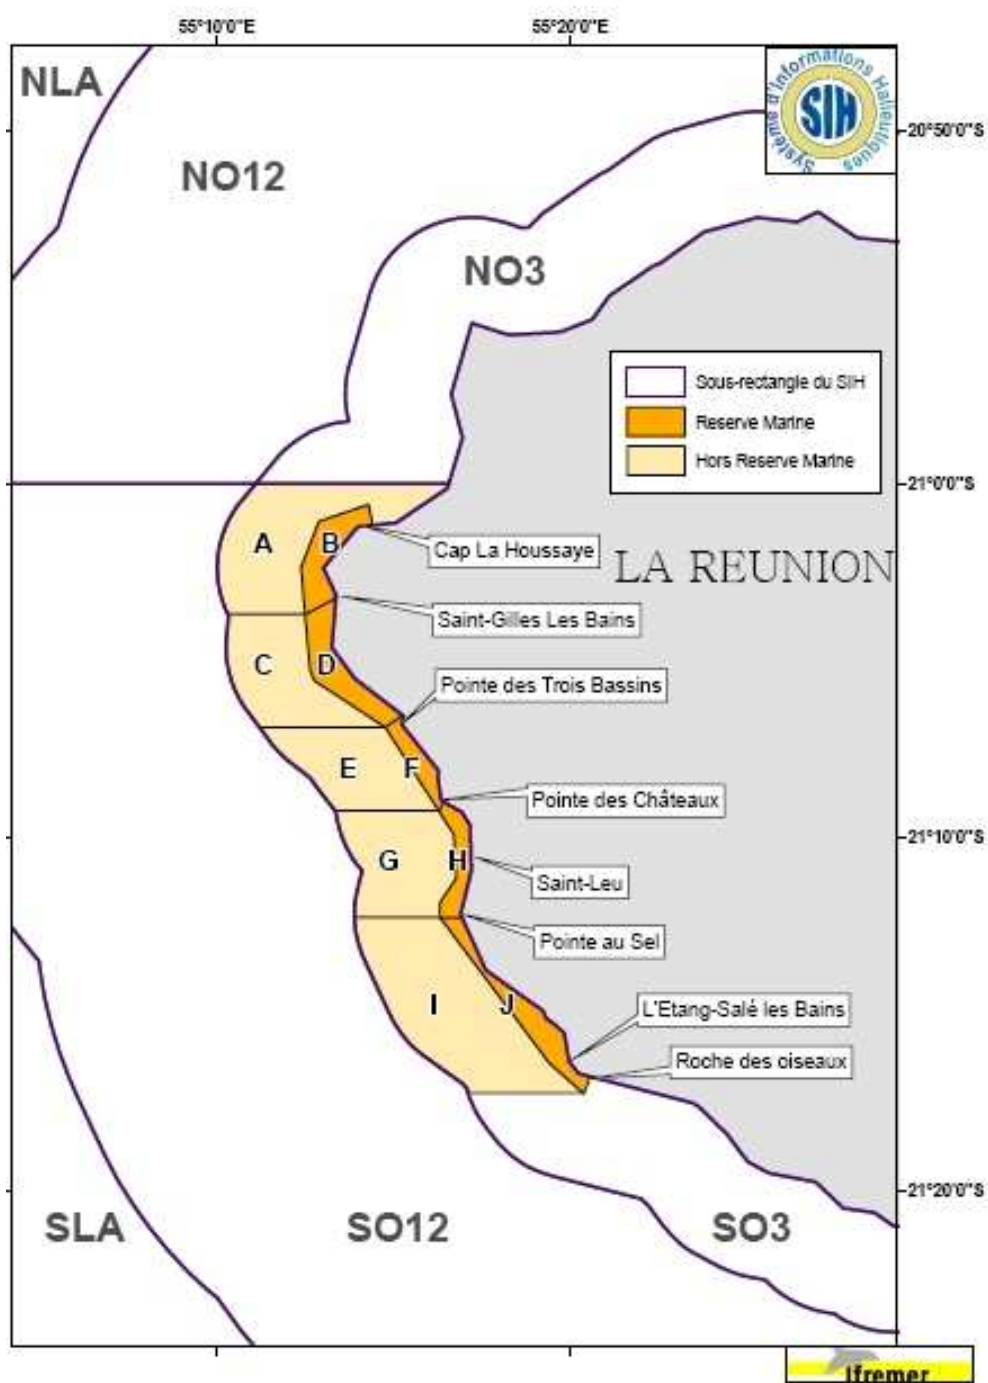 55°10'0"E
55°20'0"E
NLA
Système d'Informations Halieutiques
SIH
20°50'0"S
NO12
NO3
Sous-rectangle du SIH
Reserve Marine
Hors Reserve Marine
21°0'0"S
A
B
Cap La Houssaye
LA REUNION
Saint-Gilles Les Bains
C
D
Pointe des Trois Bassins
E
F
Pointe des Châteaux
21°10'0"S
G
H
Saint-Leu
Pointe au Sel
I
J
L'Etang-Salé les Bains
Roche des oiseaux
21°20'0"S
SLA
SO12
SO3
Ifremer